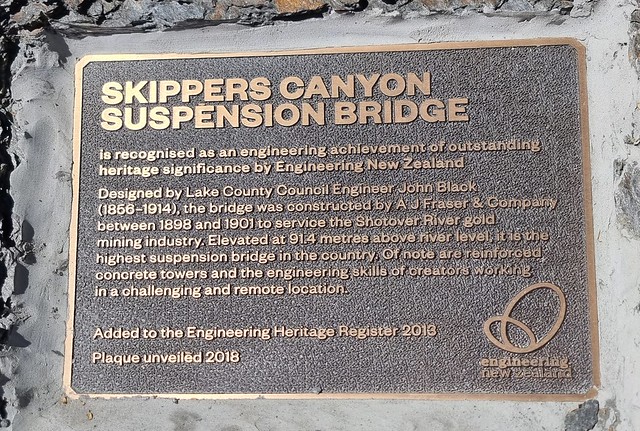 SKIPPERS CANYON
SUSPENSION BRIDGE
is recognised as an engineering achievement of outstanding
heritage significance by Engineering New Zealand
Designed by Lake County Council Engineer John Black
(1856-1914), the bridge was constructed by A J Fraser & Company
between 1898 and 1901 to service the Shotover River gold
mining industry. Elevated at 91.4 metres above river level, it is the
highest suspension bridge in the country. Of note are reinforced
concrete towers and the engineering skills of creators working
in a challenging and remote location.
Added to the Engineering Heritage Register 2013
Plaque unveiled 2018
engineering
new zealand